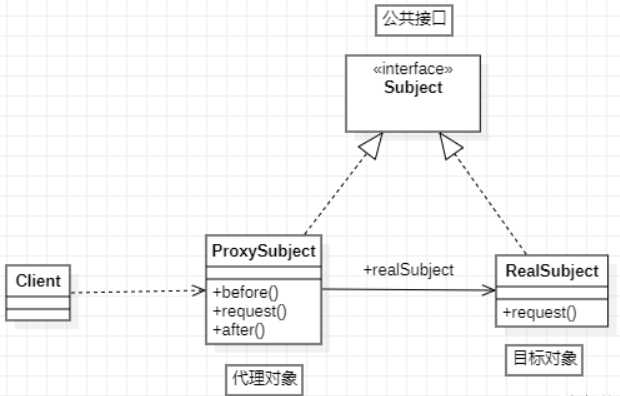 公共接口
«interface»
Subject
ProxySubject
+before()
+request()
+after()
Client
+realSubject
RealSubject
+request()
代理对象
目标对象